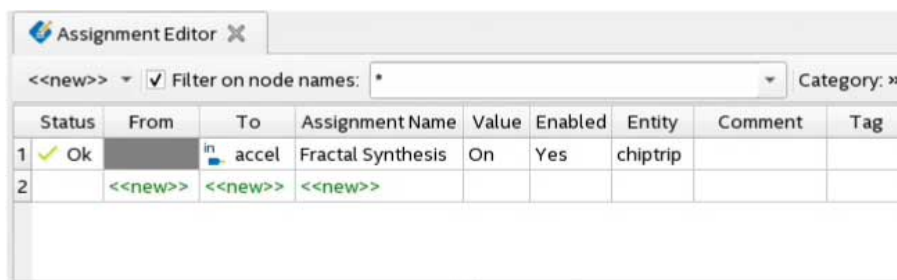 Assignment Editor
<<new>> Filter on node names: * Category: »
Status From To Assignment Name Value Enabled Entity Comment Tag
1 Ok in accel Fractal Synthesis On Yes chiptrip
2 <<new>> <<new>> <<new>>